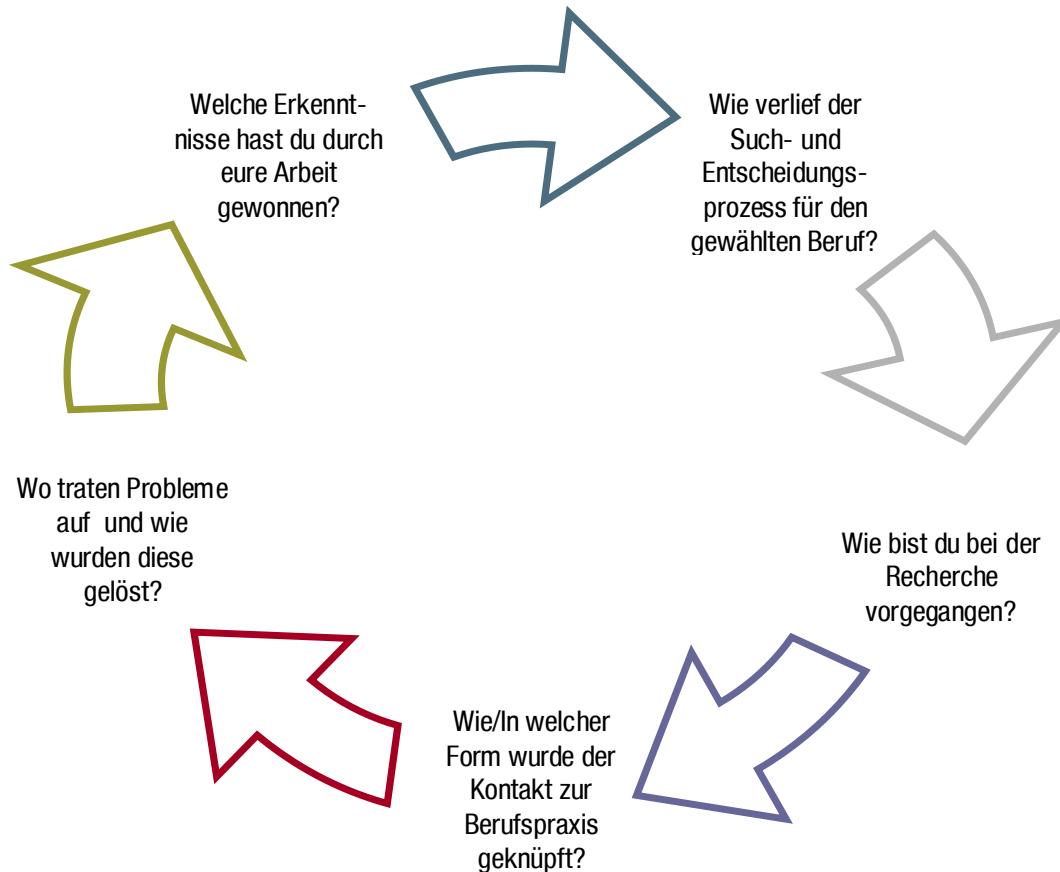 Welche Erkennt-
nisse hast du durch
eure Arbeit
gewonnen?
Wie verlief der
Such- und
Entscheidungs-
prozess für den
gewählten Beruf?
Wie bist du bei der
Recherche
vorgegangen?
Wie/In welcher
Form wurde der
Kontakt zur
Berufspraxis
geknüpft?
Wo traten Probleme
auf und wie
wurden diese
gelöst?